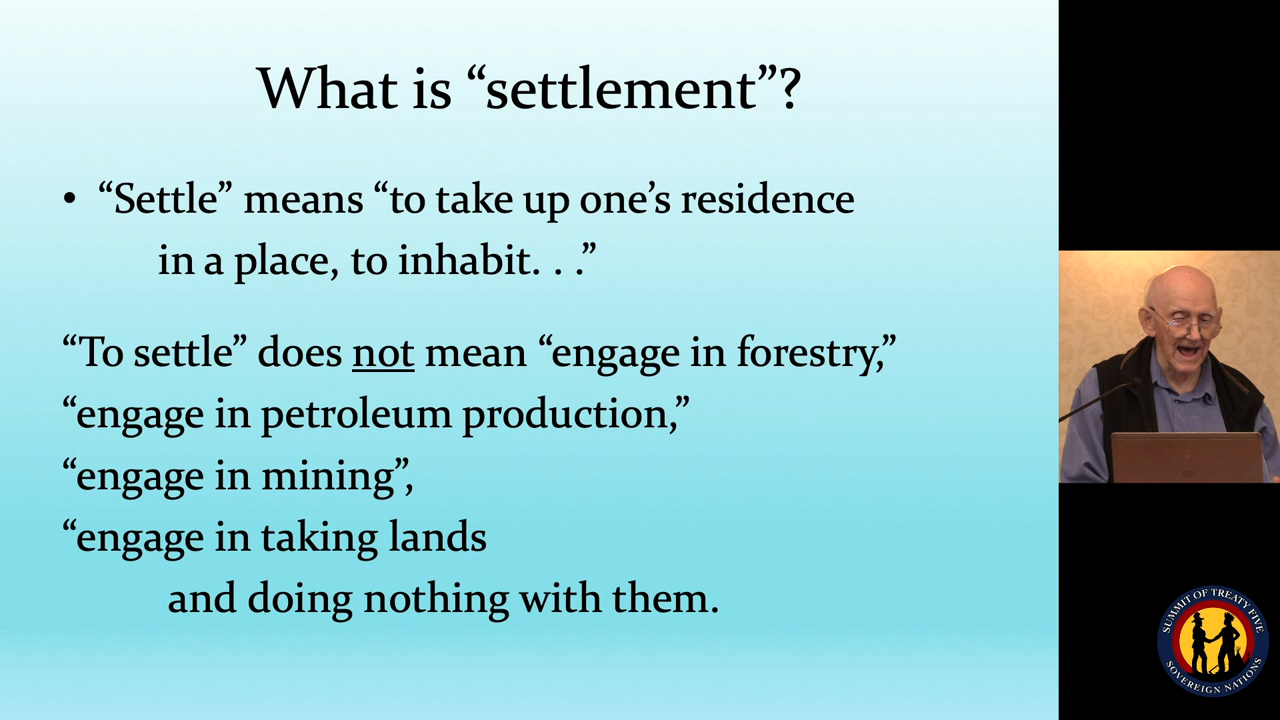 What is “settlement”?
• “Settle” means “to take up one’s residence
in a place, to inhabit. . .”
“To settle” does not mean “engage in forestry,”
“engage in petroleum production,”
“engage in mining”,
“engage in taking lands
and doing nothing with them.
SUMMIT OF TREATY FIVE
SOVEREIGN NATIONS